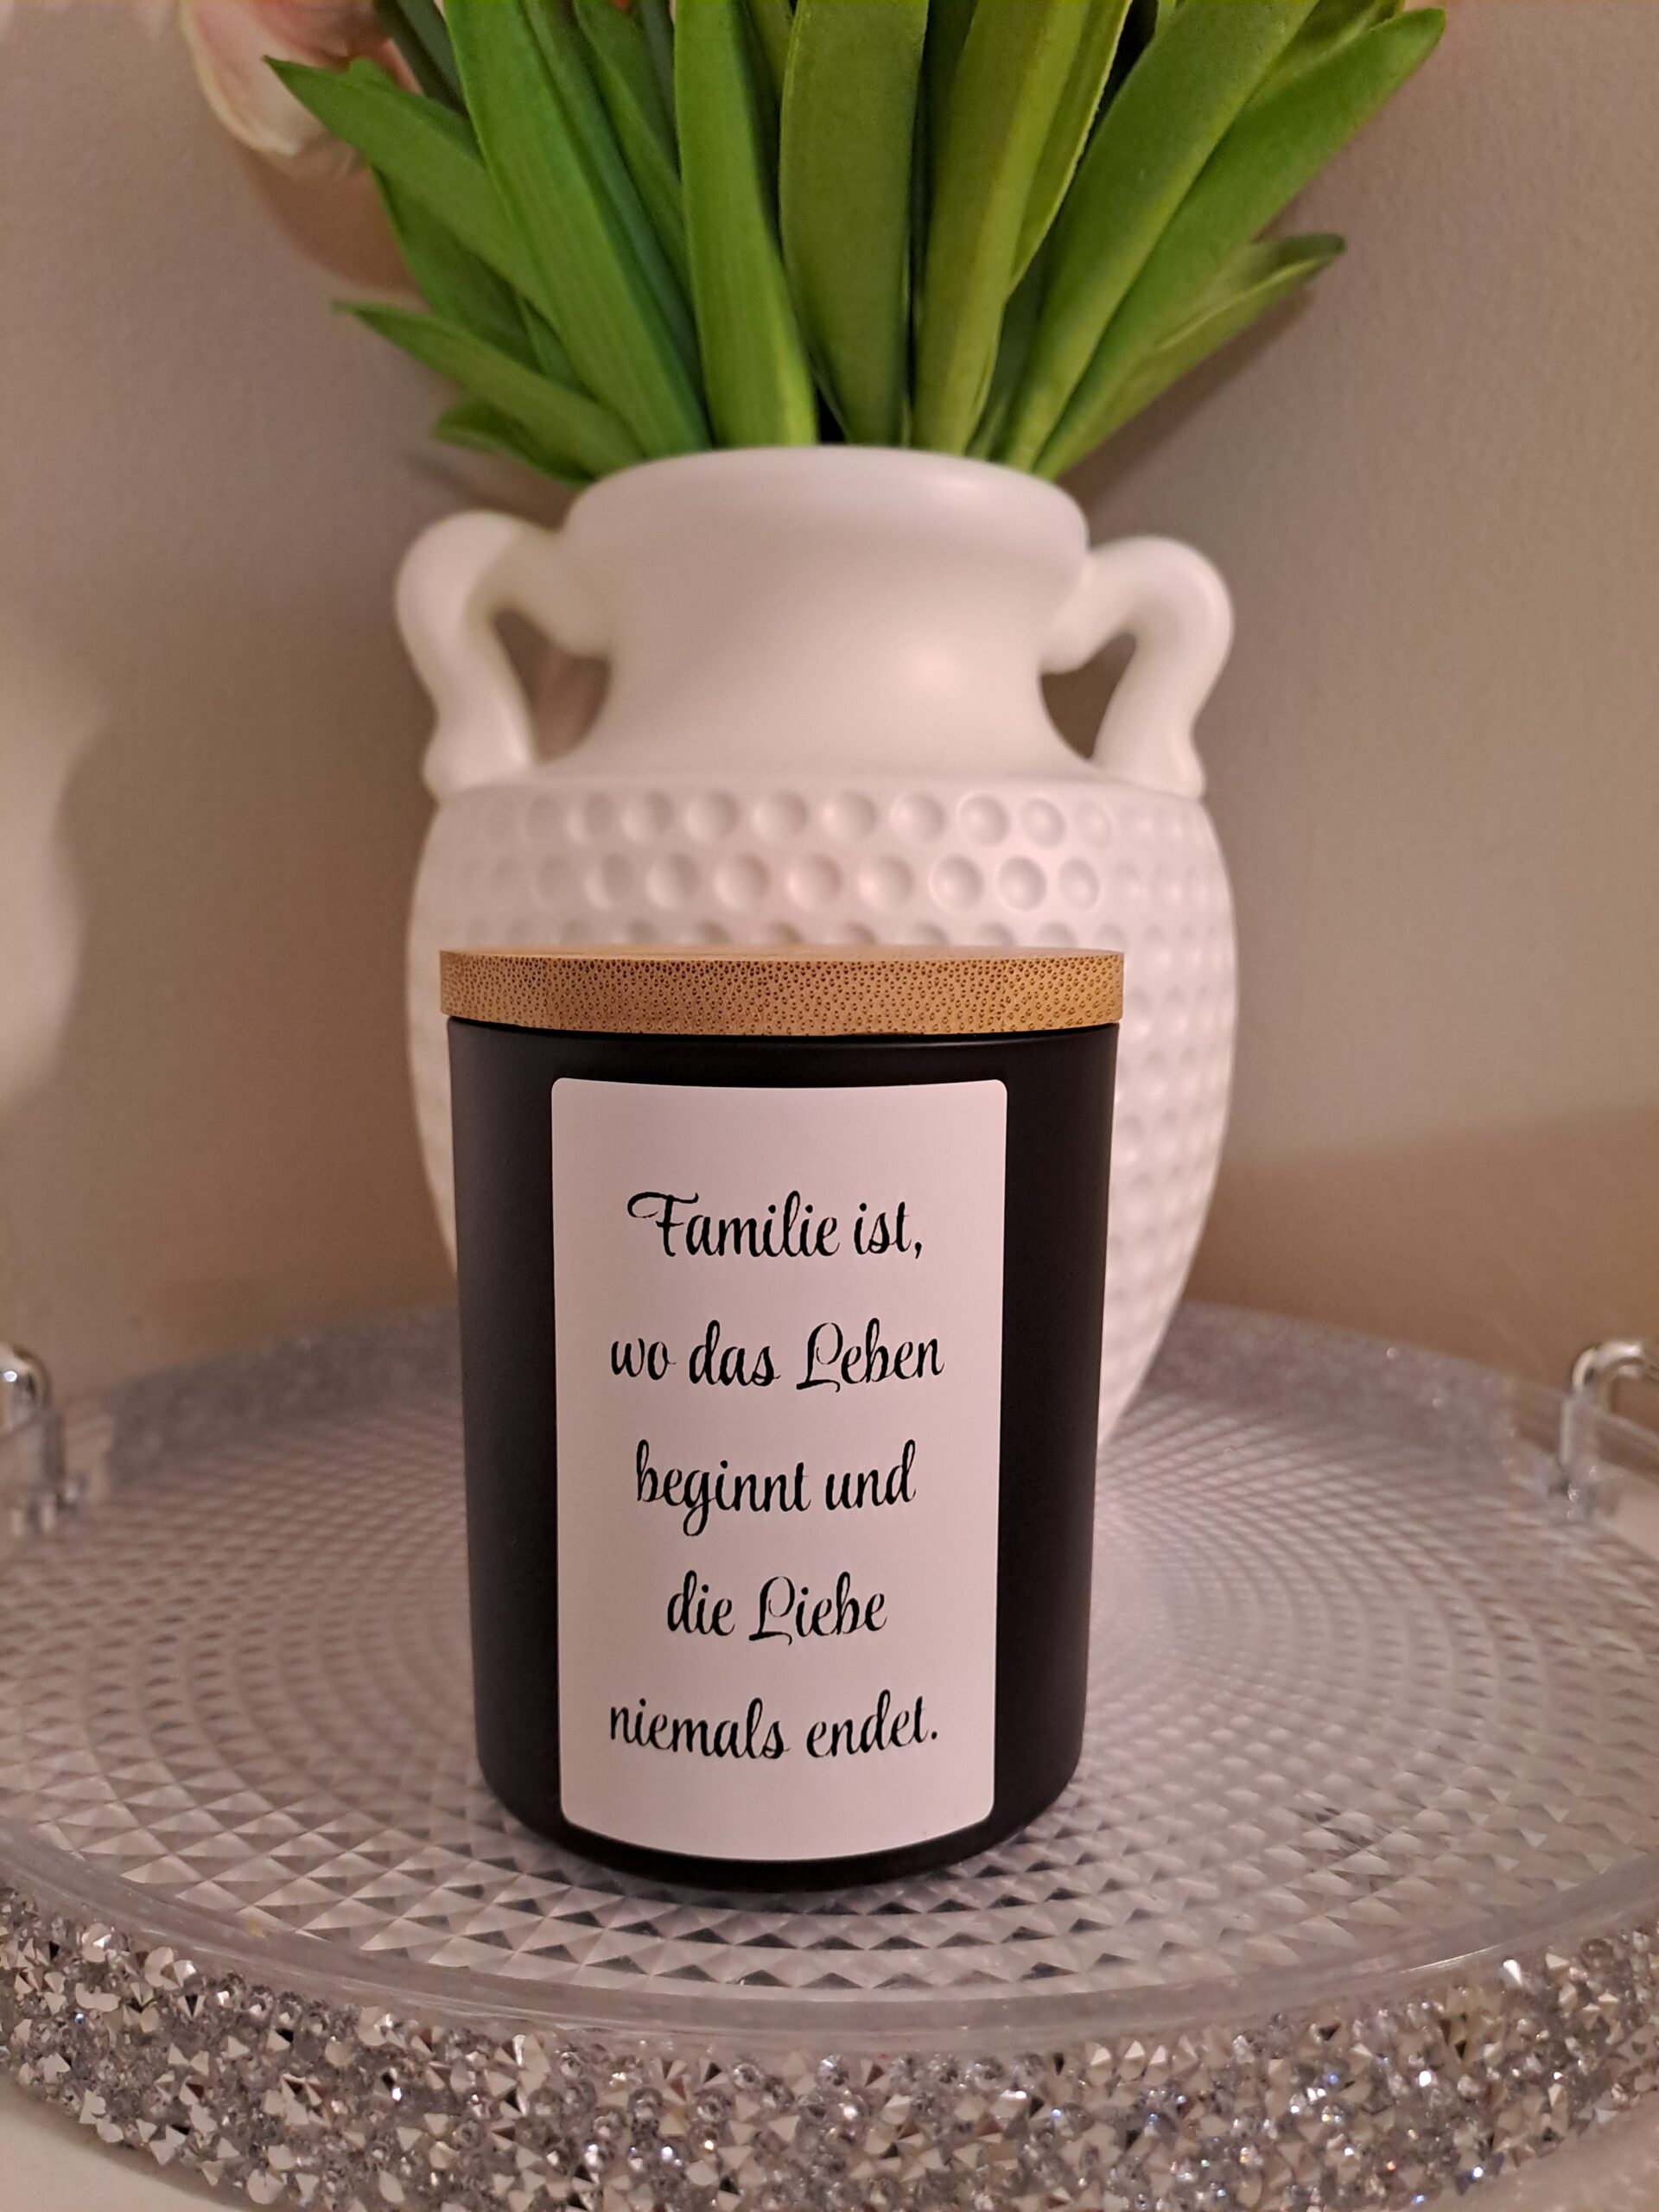 Familie ist,
wo das Leben
beginnt und
die Liebe
niemals endet.